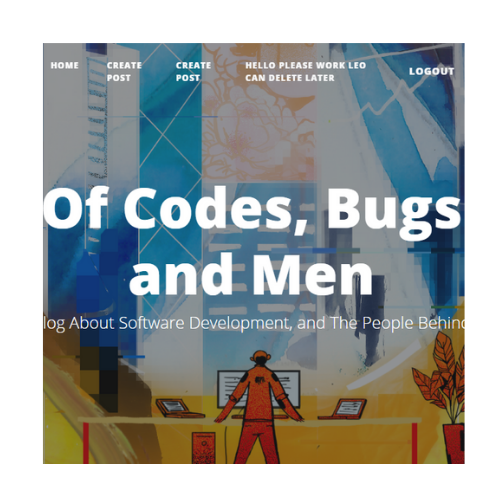 HOME
CREATE
POST
CREATE
POST
HELLO PLEASE WORK LEO
CAN DELETE LATER
LOGOUT
Of Codes, Bugs
and Men
log About Software Development, and The People Behind